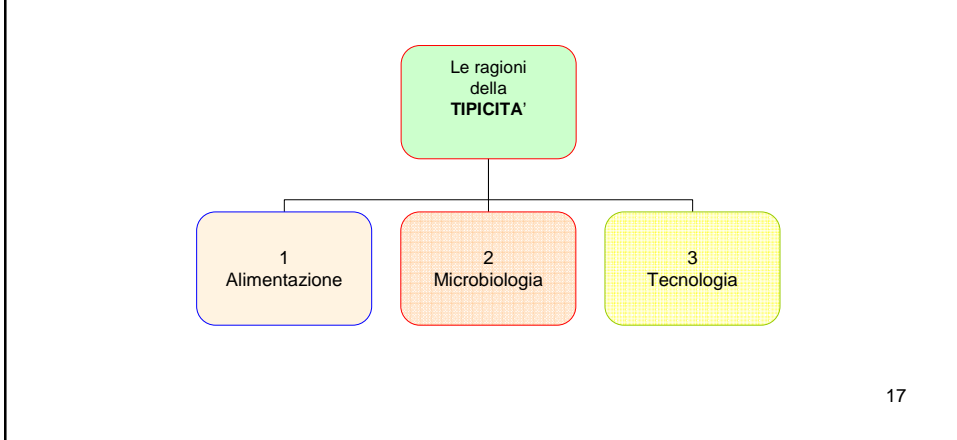 Le ragioni
della
TIPICITA'
1
Alimentazione
2
Microbiologia
3
Tecnologia
17